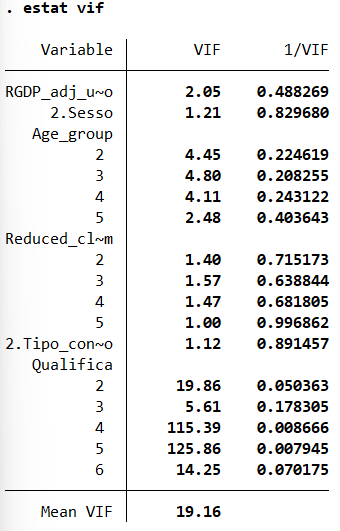 . estat vif
Variable VIF 1/VIF
RGDP_adj_u~o 2.05 0.488269
2.Sesso 1.21 0.829680
Age_group
2 4.45 0.224619
3 4.80 0.208255
4 4.11 0.243122
5 2.48 0.403643
Reduced_cl~m
2 1.40 0.715173
3 1.57 0.638844
4 1.47 0.681805
5 1.00 0.996862
2.Tipo_con~o 1.12 0.891457
Qualifica
2 19.86 0.050363
3 5.61 0.178305
4 115.39 0.008666
5 125.86 0.007945
6 14.25 0.070175
Mean VIF 19.16